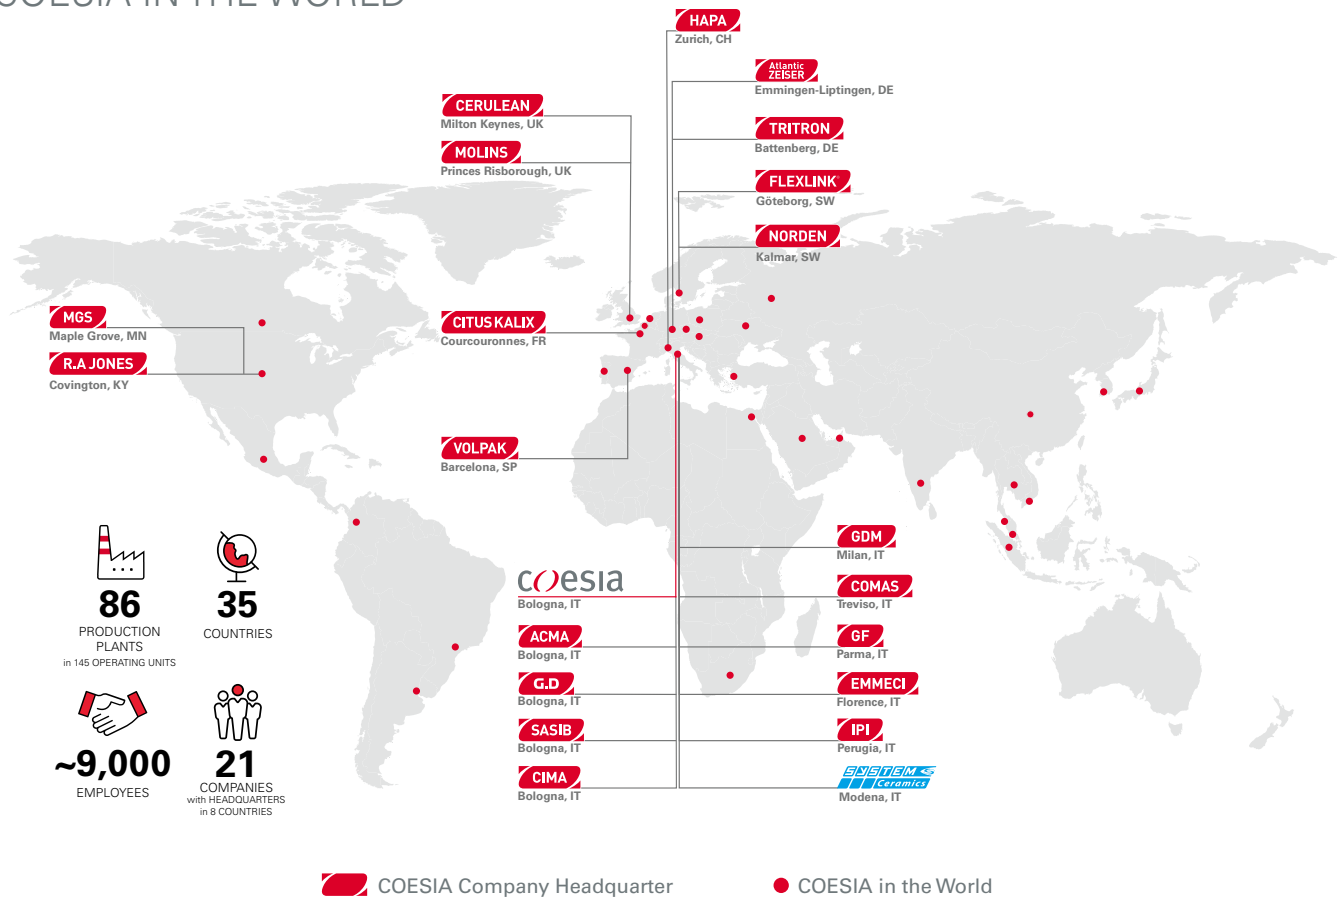 COESIA IN THE WORLD
HAPA
Zurich, CH
Atlantic
ZEISER
Emmingen-Liptingen, DE
CERULEAN
Milton Keynes, UK
TRITRON
Battenberg, DE
MOLINS
Princes Risborough, UK
FLEXLINK®
Göteborg, SW
NORDEN
Kalmar, SW
MGS
Maple Grove, MN
R.A JONES
Covington, KY
CITUS KALIX
Courcouronnes, FR
VOLPAK
Barcelona, SP
86
PRODUCTION
PLANTS
in 145 OPERATING UNITS
35
COUNTRIES
~9,000
EMPLOYEES
21
COMPANIES
with HEADQUARTERS
in 8 COUNTRIES
coesia
Bologna, IT
ACMA
Bologna, IT
G.D
Bologna, IT
SASIB
Bologna, IT
CIMA
Bologna, IT
GDM
Milan, IT
COMAS
Treviso, IT
GF
Parma, IT
EMMECI
Florence, IT
IPI
Perugia, IT
SYSTEM
Ceramics
Modena, IT
COESIA Company Headquarter
COESIA in the World